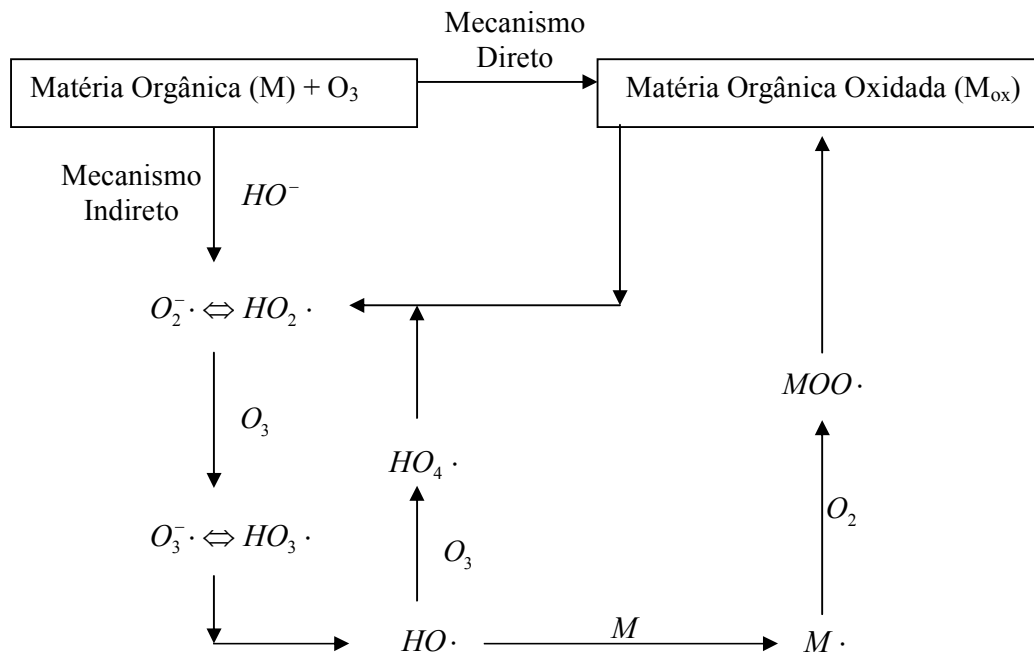 Mecanismo
Direto
Matéria Orgânica (M) + O₃
Matéria Orgânica Oxidada (Mₒₓ)
Mecanismo
Indireto
HO⁻
O₂⁻· ⇔ HO₂·
MOO·
O₃
HO₄·
O₂
O₃⁻· ⇔ HO₃·
O₃
HO·
M
M·